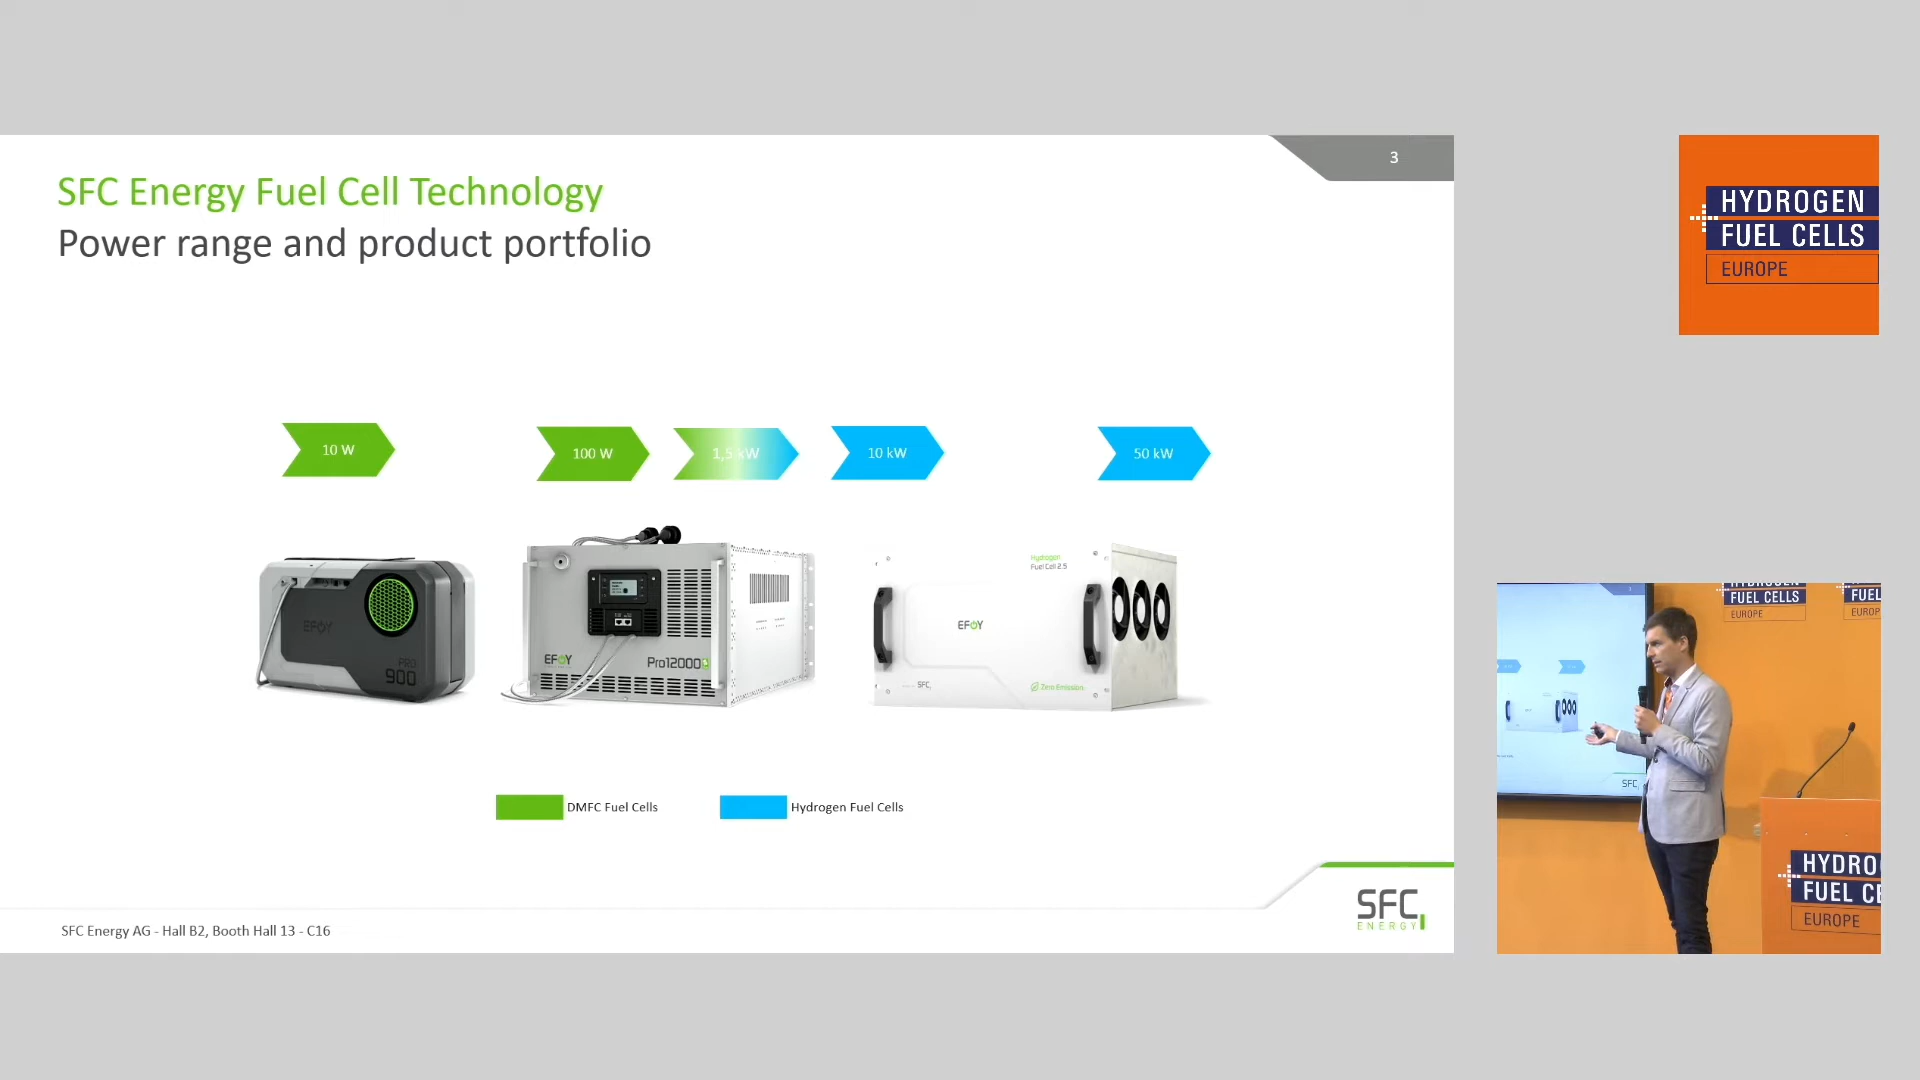 3
SFC Energy Fuel Cell Technology
Power range and product portfolio
HYDROGEN
FUEL CELLS
EUROPE
10 W
100 W
1,5 kW
10 kW
50 kW
EFOY
PRO
900
EFOY
Pro12000
Hydrogen
Fuel Cell 2.5
EFOY
SFC
Zero Emission
DMFC Fuel Cells
Hydrogen Fuel Cells
SFC Energy AG - Hall B2, Booth Hall 13 - C16
SFC
ENERGY
HYDROGEN
FUEL CELLS
EUROPE
FUEL
EUROP
SFC
HYDRO
FUEL CE
EUROPE